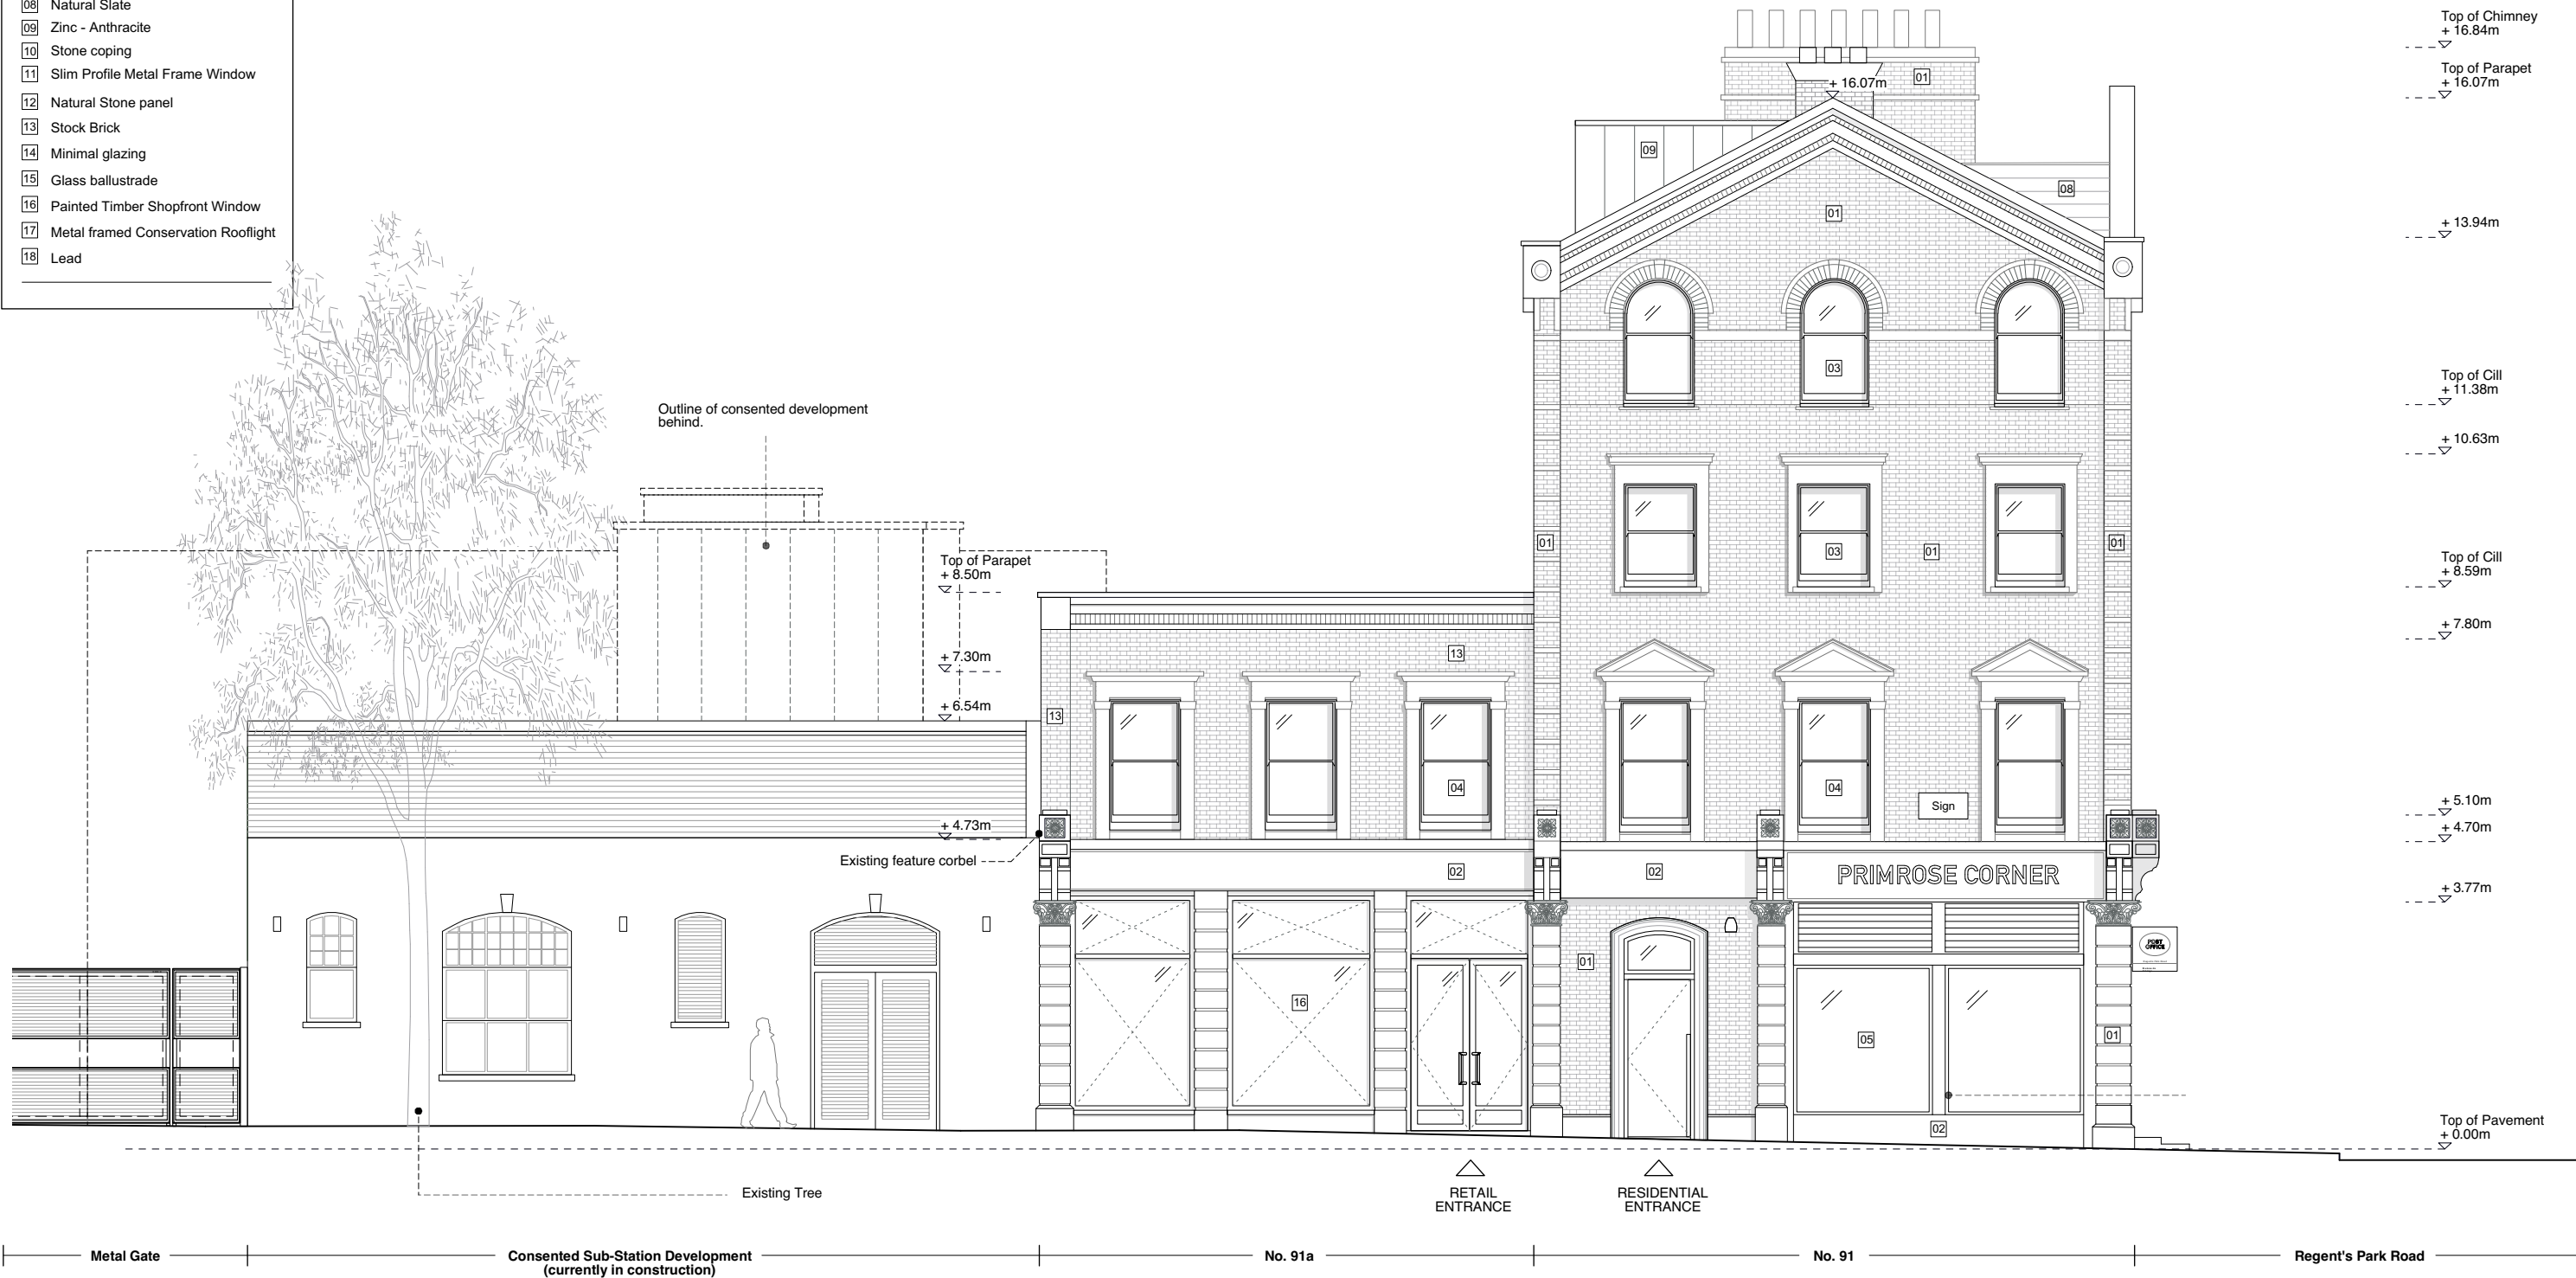 08 Natural Slate
09 Zinc - Anthracite
10 Stone coping
11 Slim Profile Metal Frame Window
12 Natural Stone panel
13 Stock Brick
14 Minimal glazing
15 Glass ballustrade
16 Painted Timber Shopfront Window
17 Metal framed Conservation Rooflight
18 Lead
Top of Chimney
+ 16.84m
Top of Parapet
+ 16.07m
+ 13.94m
Top of Cill
+ 11.38m
+ 10.63m
Top of Cill
+ 8.59m
+ 7.80m
+ 5.10m
+ 4.70m
+ 3.77m
Top of Pavement
+ 0.00m
+ 16.07m
01
09
08
01
03
01
03
01
01
Outline of consented development
behind.
Top of Parapet
+ 8.50m
+ 7.30m
+ 6.54m
+ 4.73m
Existing feature corbel
13
13
04
04
Sign
02
02
PRIMROSE CORNER
POST
OFFICE
01
16
05
01
02
Existing Tree
RETAIL
ENTRANCE
RESIDENTIAL
ENTRANCE
Metal Gate
Consented Sub-Station Development
(currently in construction)
No. 91a
No. 91
Regent's Park Road